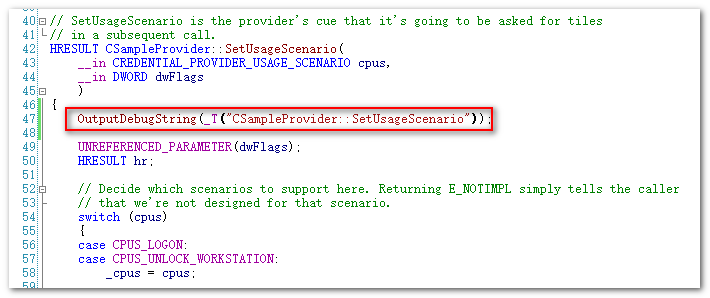 40 // SetUsageScenario is the provider's cue that it's going to be asked for tiles
41 // in a subsequent call.
42 HRESULT CSampleProvider::SetUsageScenario(
43 __in CREDENTIAL_PROVIDER_USAGE_SCENARIO cpus,
44 __in DWORD dwFlags
45 )
46 {
47 OutputDebugString(_T("CSampleProvider::SetUsageScenario"));
48
49 UNREFERENCED_PARAMETER(dwFlags);
50 HRESULT hr;
51
52 // Decide which scenarios to support here. Returning E_NOTIMPL simply tells the caller
53 // that we're not designed for that scenario.
54 switch (cpus)
55 {
56 case CPUS_LOGON:
57 case CPUS_UNLOCK_WORKSTATION:
58 _cpus = cpus;